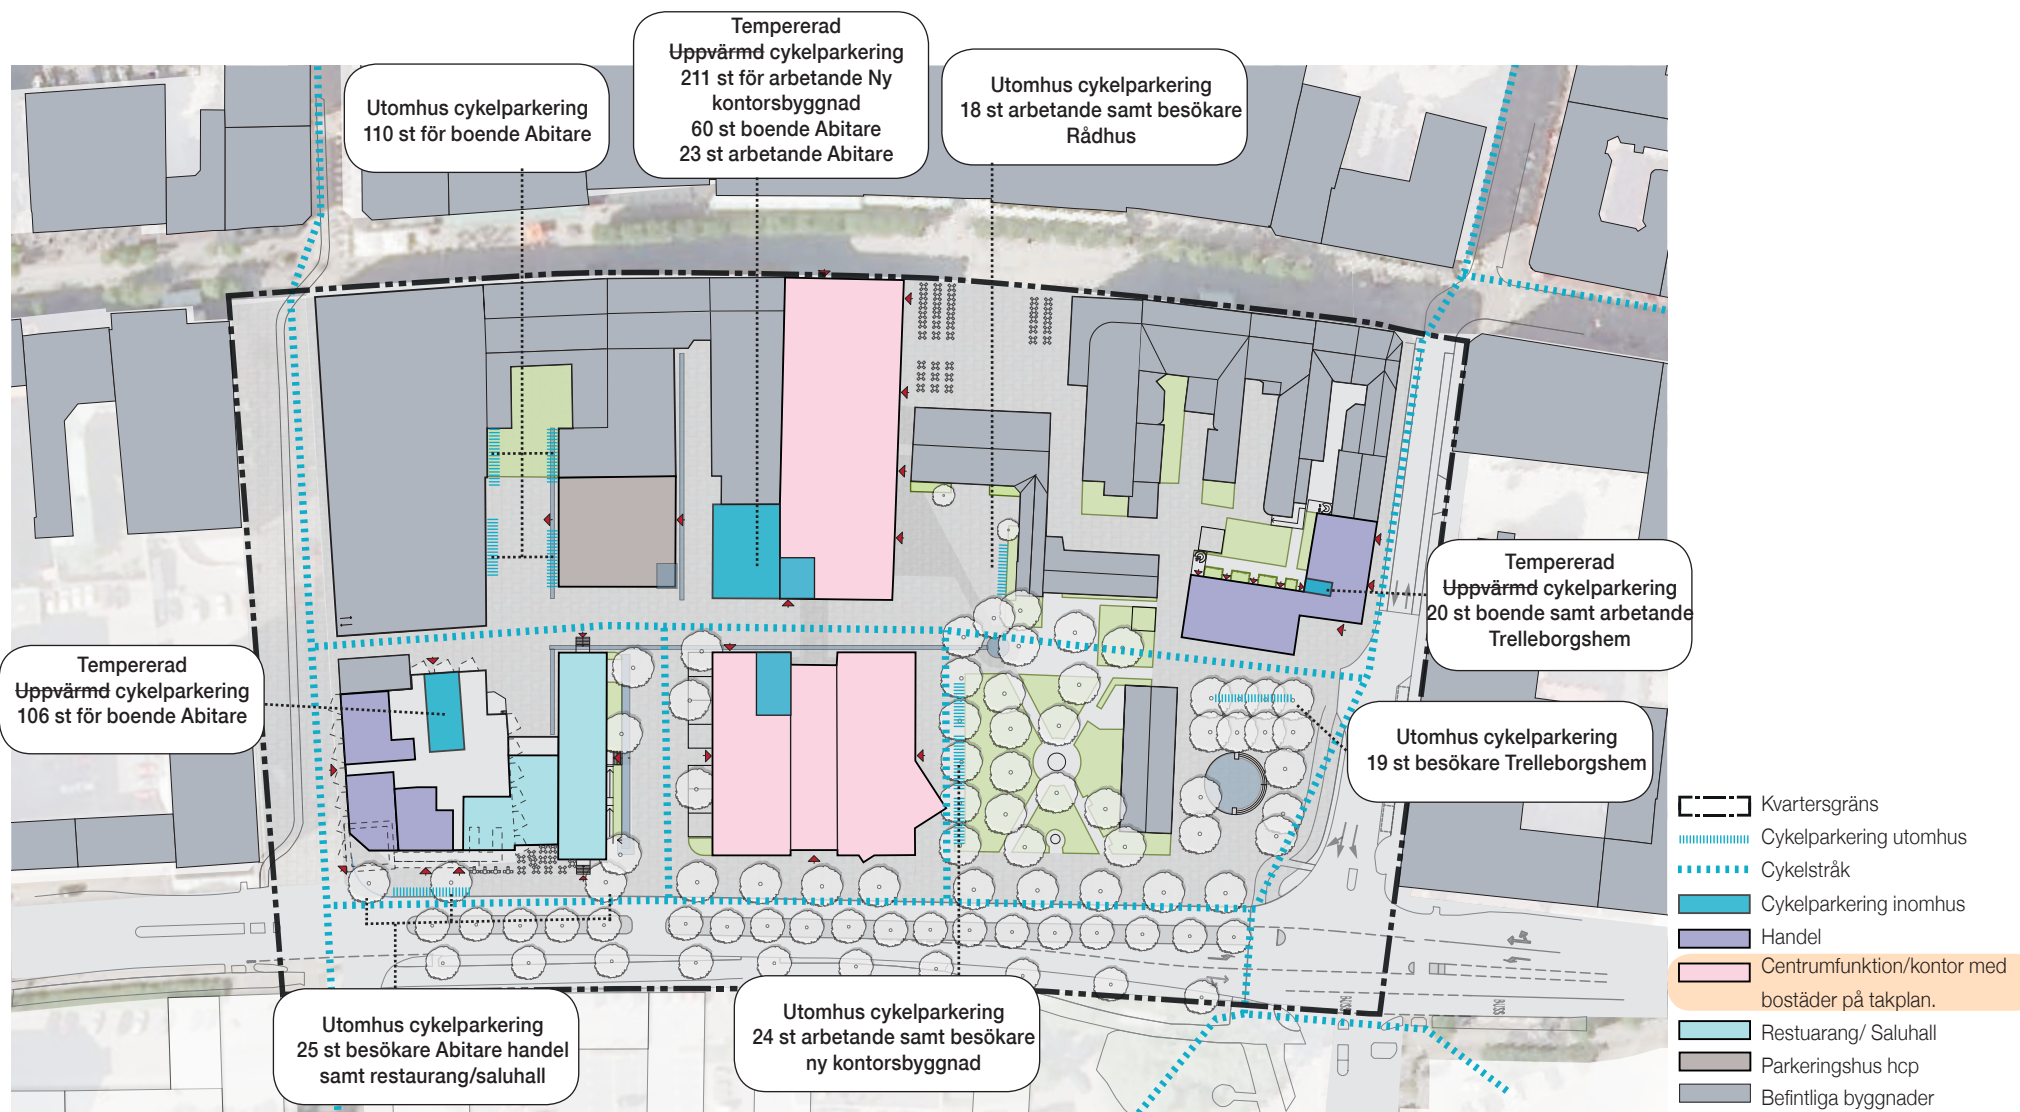 Tempererad
Uppvärmd cykelparkering
211 st för arbetande Ny
kontorsbyggnad
60 st boende Abitare
23 st arbetande Abitare
Utomhus cykelparkering
110 st för boende Abitare
Utomhus cykelparkering
18 st arbetande samt besökare
Rådhus
Tempererad
Uppvärmd cykelparkering
20 st boende samt arbetande
Trelleborgshem
Tempererad
Uppvärmd cykelparkering
106 st för boende Abitare
Utomhus cykelparkering
19 st besökare Trelleborgshem
Utomhus cykelparkering
25 st besökare Abitare handel
samt restaurang/saluhall
Utomhus cykelparkering
24 st arbetande samt besökare
ny kontorsbyggnad
BUSS
BUSS
Kvartersgräns
Cykelparkering utomhus
Cykelstråk
Cykelparkering inomhus
Handel
Centrumfunktion/kontor med
bostäder på takplan.
Restuarang/ Saluhall
Parkeringshus hcp
Befintliga byggnader